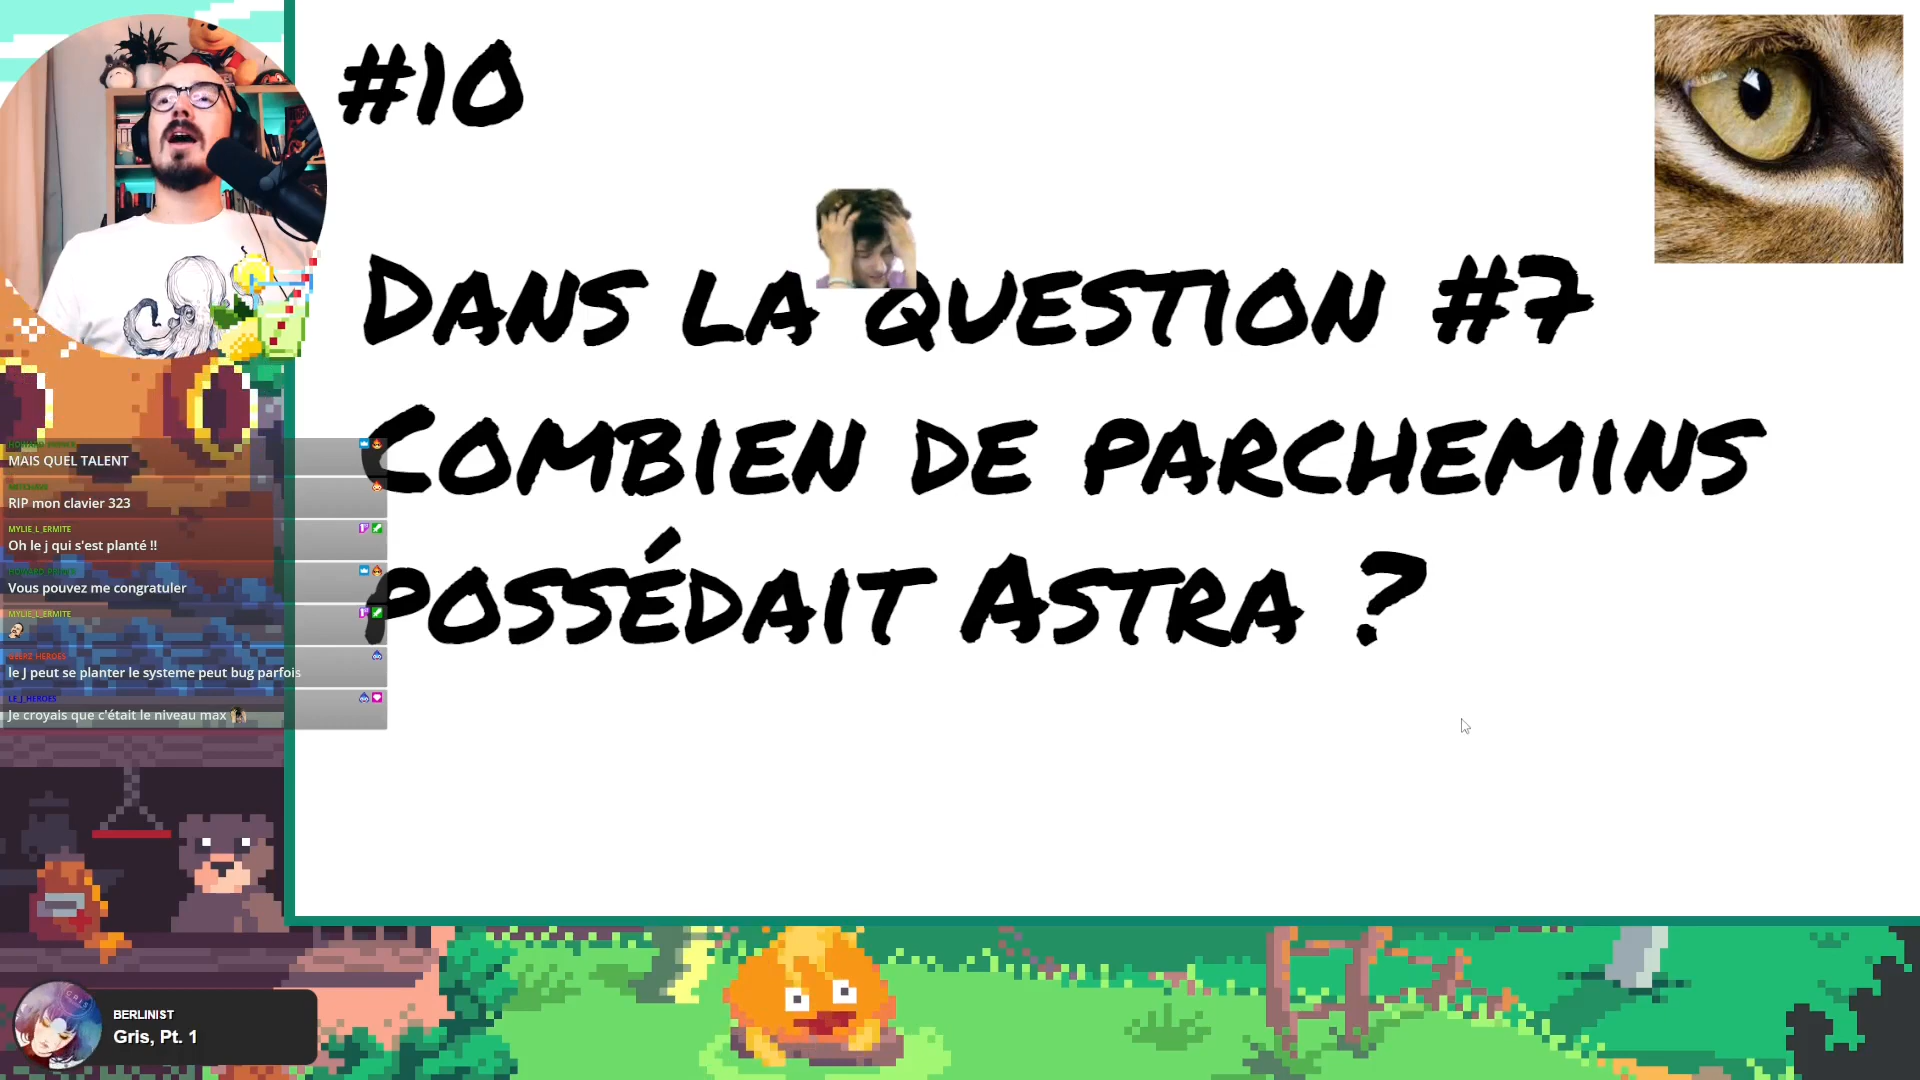 #10
Dans la question #7
Combien de parchemins
possédait Astra ?
MAIS QUEL TALENT
RIP mon clavier 323
MYLIE_L_ERMITE
Oh le j qui s'est planté !!
Vous pouvez me congratuler
MYLIE_L_ERMITE
le J peut se planter le systeme peut bug parfois
LE_J_HEROES
Je croyais que c'était le niveau max
BERLINIST
Gris, Pt. 1